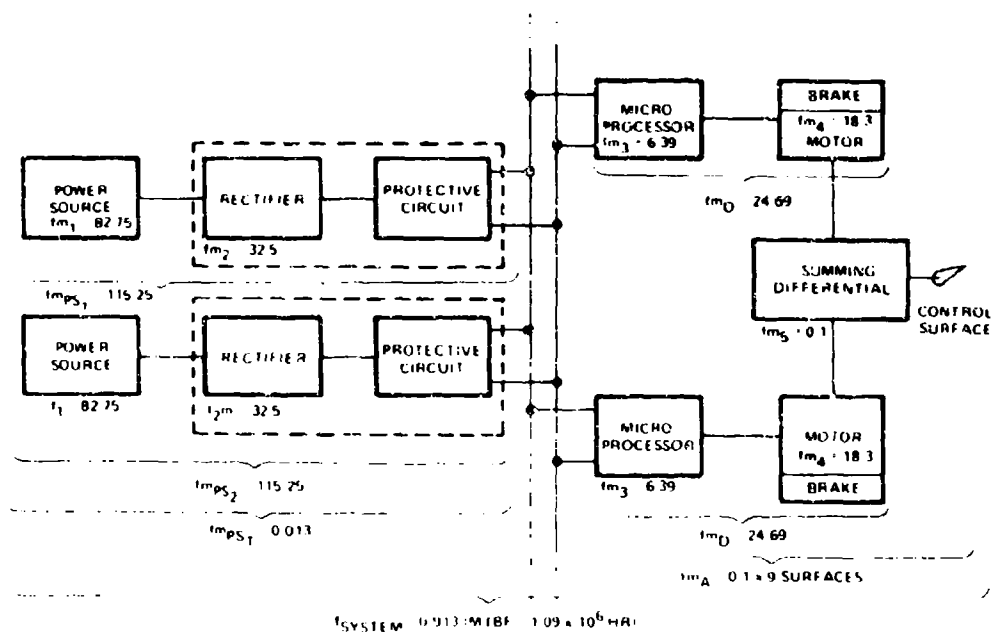 POWER
SOURCE
fm1 82.75
RECTIFIER
PROTECTIVE
CIRCUIT
fm2 32.5
fmPS1 115.25
POWER
SOURCE
f1 82.75
RECTIFIER
PROTECTIVE
CIRCUIT
f2m 32.5
fmPS2 115.25
fmPST 0.013
MICRO
PROCESSOR
fm3 = 6.39
BRAKE
fm4 = 18.3
MOTOR
fmD 24.69
SUMMING
DIFFERENTIAL
fm5 = 0.1
CONTROL
SURFACE
MICRO
PROCESSOR
fm3 6.39
MOTOR
fm4 = 18.3
BRAKE
fmD 24.69
fmA 0.1 x 9 SURFACES
fSYSTEM 0.913 (MTBF 1.09 x 10^6 HR)